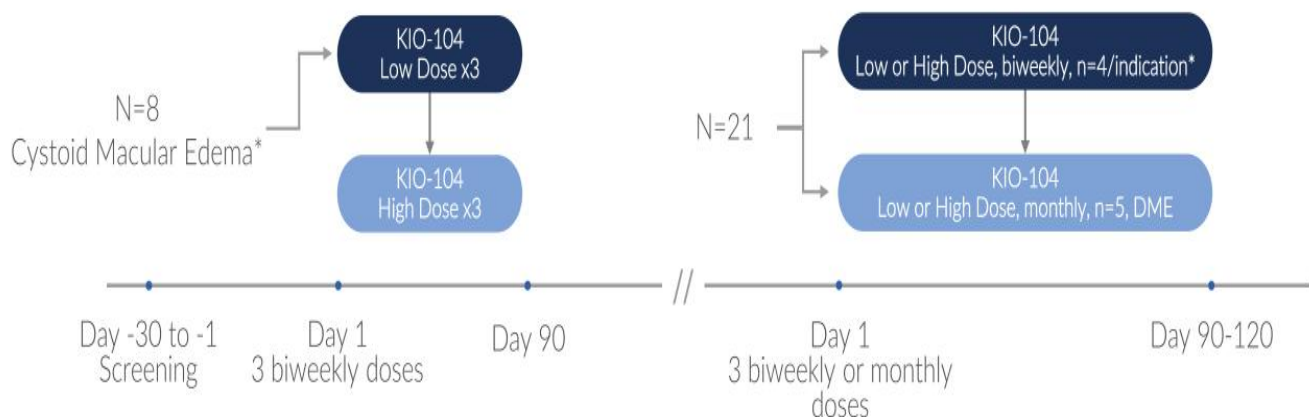 N=8
Cystoid Macular Edema*
KIO-104
Low Dose x3
KIO-104
High Dose x3
N=21
KIO-104
Low or High Dose, biweekly, n=4/indication*
KIO-104
Low or High Dose, monthly, n=5, DME
//
Day -30 to -1
Screening
Day 1
3 biweekly doses
Day 90
Day 1
3 biweekly or monthly
doses
Day 90-120